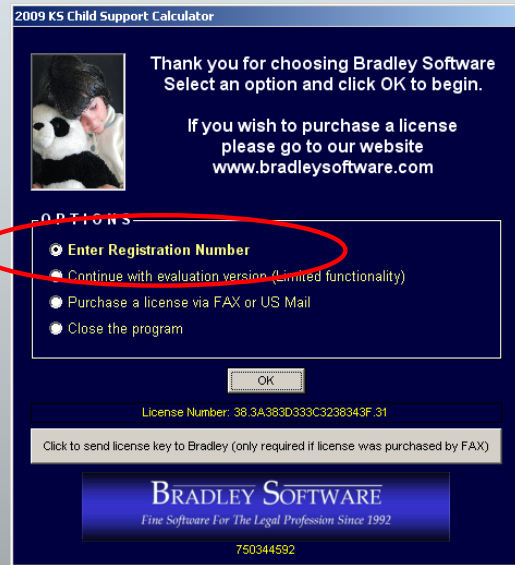 2009 KS Child Support Calculator
Thank you for choosing Bradley Software
Select an option and click OK to begin.
If you wish to purchase a license
please go to our website
www.bradleysoftware.com
OPTIONS
Enter Registration Number
Continue with evaluation version (Limited functionality)
Purchase a license via FAX or US Mail
Close the program
OK
License Number: 38.3A383D333C3238343F.31
Click to send license key to Bradley (only required if license was purchased by FAX)
BRADLEY SOFTWARE
Fine Software For The Legal Profession Since 1992
750344592